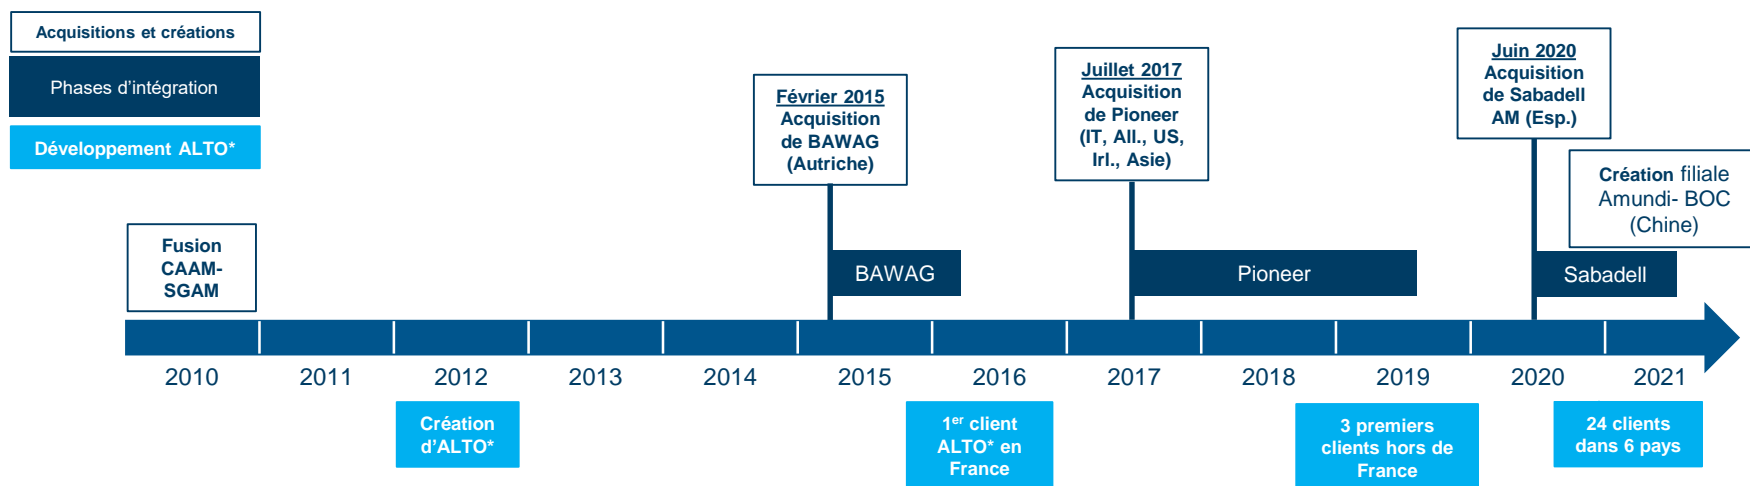 Acquisitions et créations
Phases d'intégration
Développement ALTO*
Fusion
CAAM-
SGAM
Février 2015
Acquisition
de BAWAG
(Autriche)
BAWAG
Juillet 2017
Acquisition
de Pioneer
(IT, All., US,
Irl., Asie)
Pioneer
Juin 2020
Acquisition
de Sabadell
AM (Esp.)
Création filiale
Amundi- BOC
(Chine)
Sabadell
2010 2011 2012 2013 2014 2015 2016 2017 2018 2019 2020 2021
Création
d'ALTO*
1er client
ALTO* en
France
3 premiers
clients hors de
France
24 clients
dans 6 pays